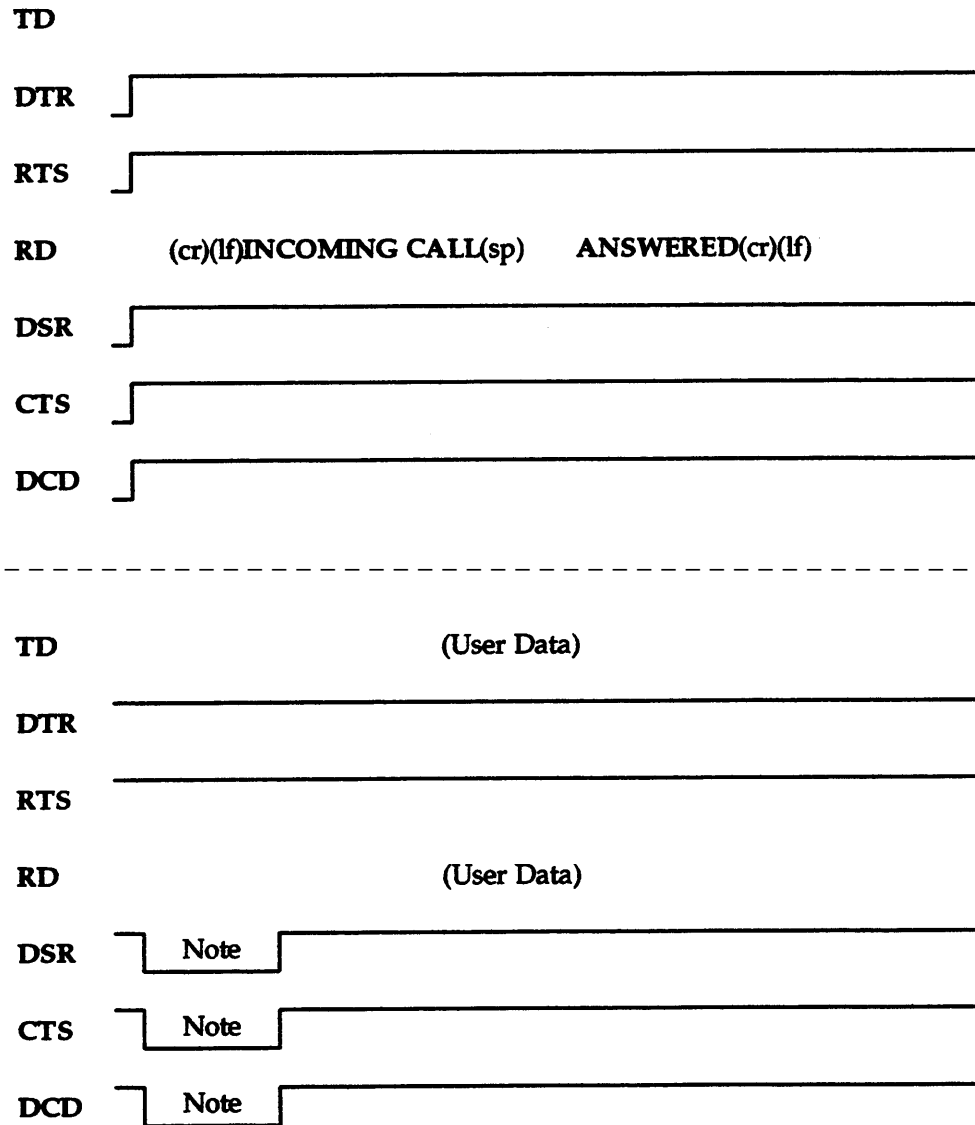 TD
DTR
RTS
RD (cr)(lf)INCOMING CALL(sp) ANSWERED(cr)(lf)
DSR
CTS
DCD
TD (User Data)
DTR
RTS
RD (User Data)
DSR Note
CTS Note
DCD Note